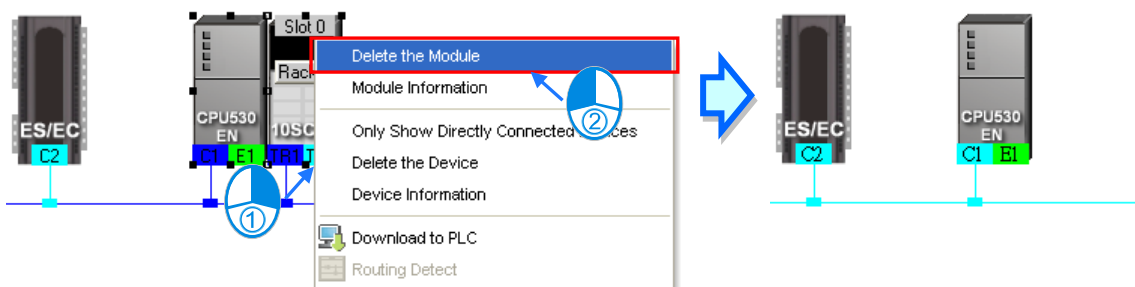 ES/EC
C2
CPU530
EN
C1 E1
Slot 0
Rack
10SC
TR1
①
Delete the Module
Module Information
Only Show Directly Connected
Delete the Device
Device Information
Download to PLC
Routing Detect
②
ES/EC
C2
CPU530
EN
C1 E1